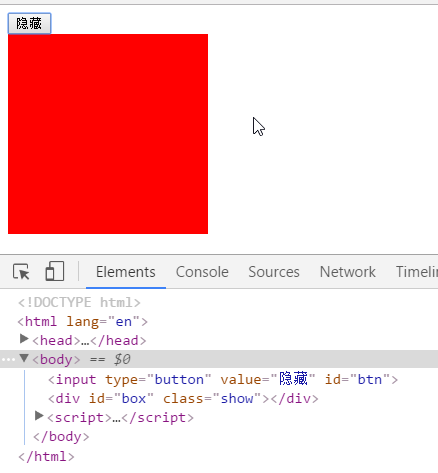 隐藏
Elements Console Sources Network Timelin
<!DOCTYPE html>
<html lang="en">
<head>…</head>
<body> == $0
<input type="button" value="隐藏" id="btn">
<div id="box" class="show"></div>
<script>…</script>
</body>
</html>